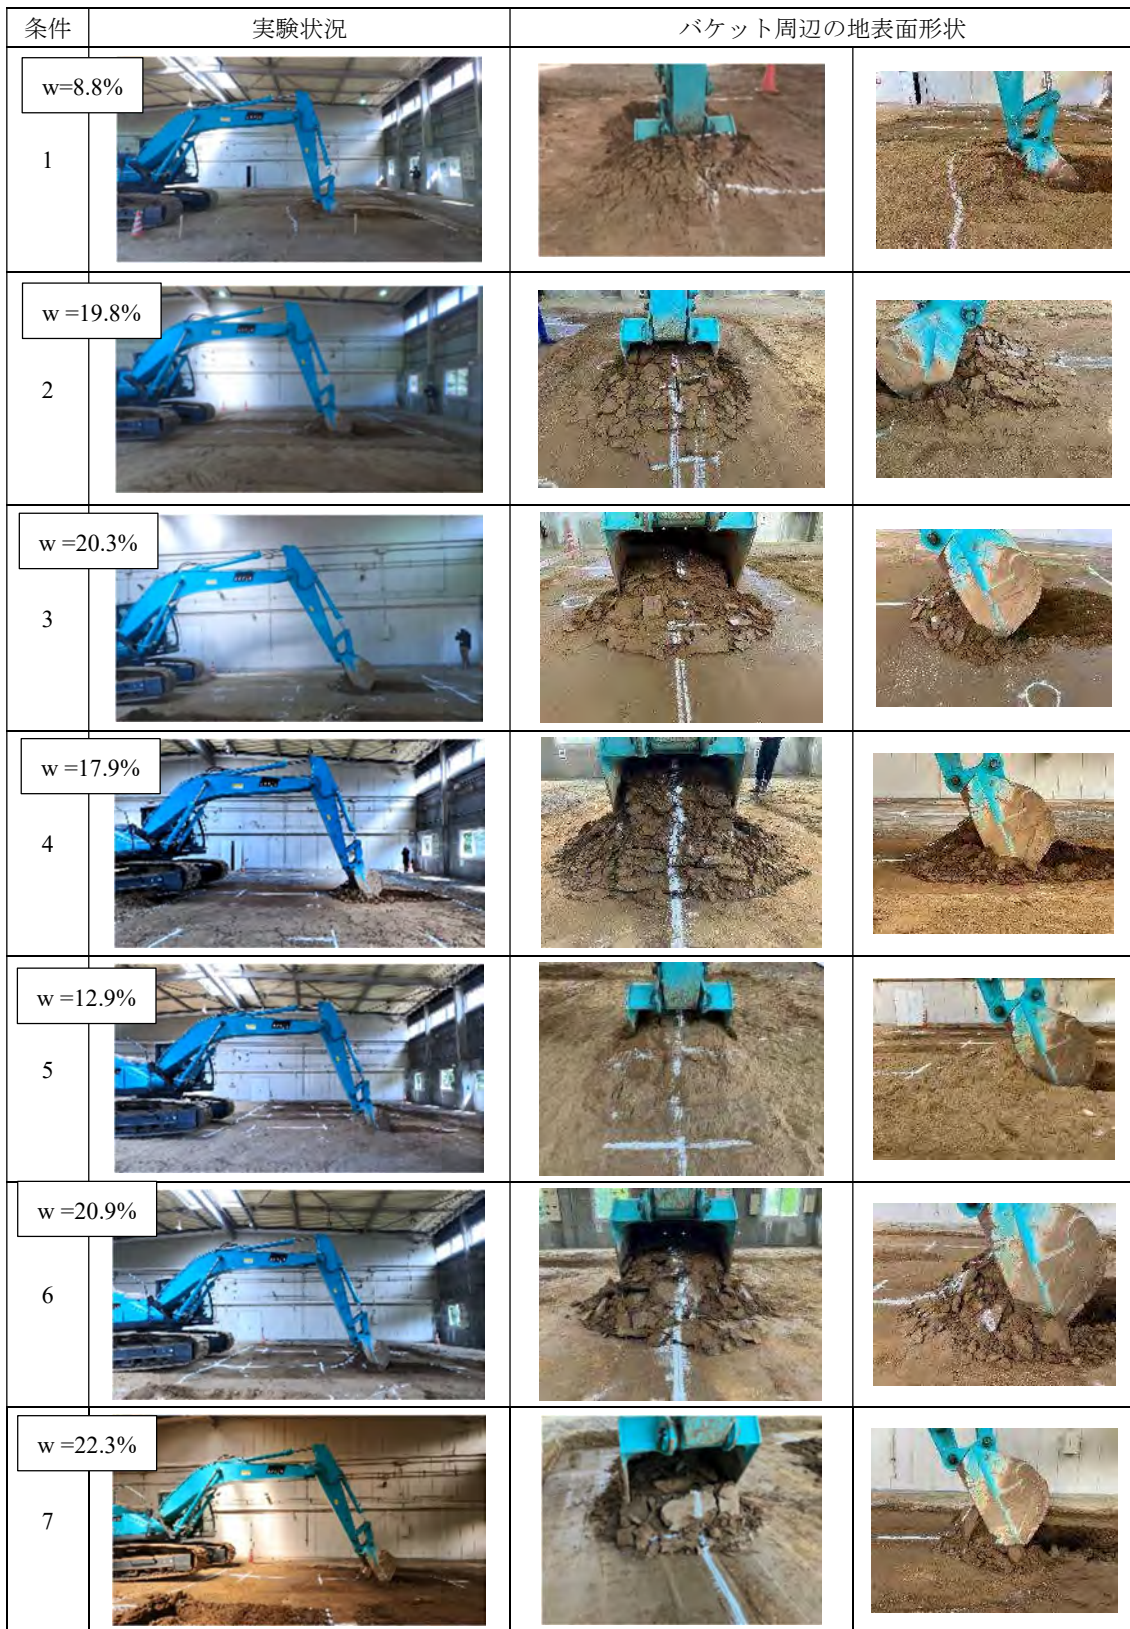 条件 実験状況 バケット周辺の地表面形状
w=8.8%
1
w =19.8%
2
w =20.3%
3
w =17.9%
4
w =12.9%
5
w =20.9%
6
w =22.3%
7